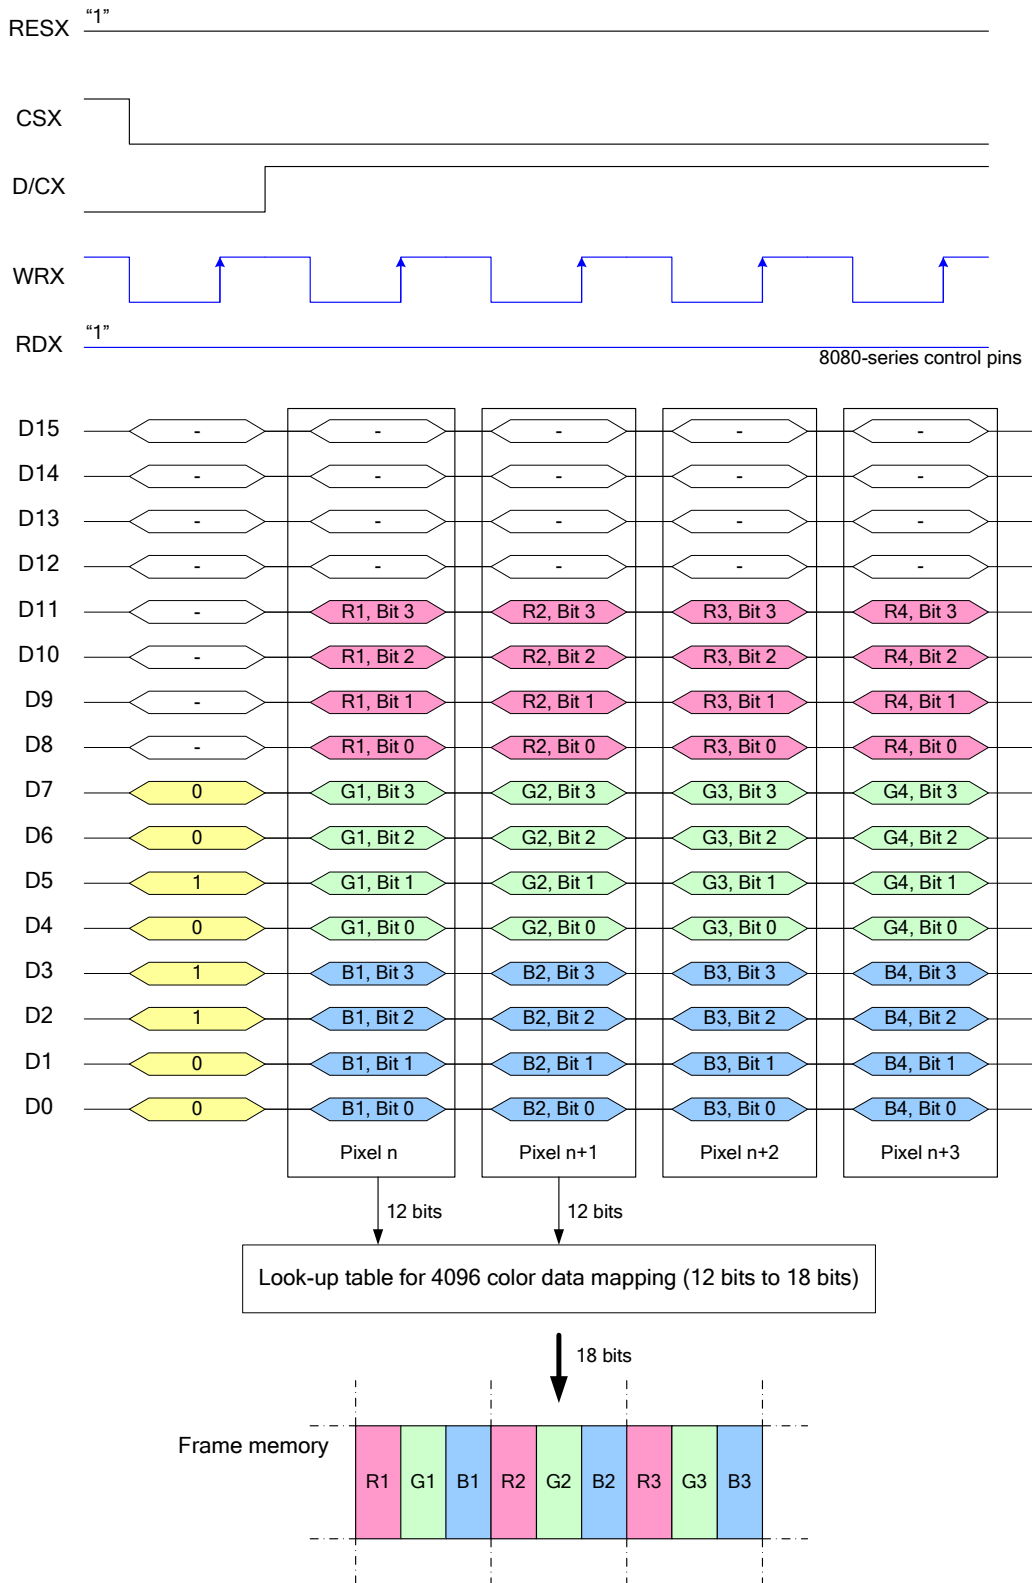 RESX “1”
CSX
D/CX
WRX
RDX “1”
8080-series control pins
D15 - - - - -
D14 - - - - -
D13 - - - - -
D12 - - - - -
D11 - R1, Bit 3 R2, Bit 3 R3, Bit 3 R4, Bit 3
D10 - R1, Bit 2 R2, Bit 2 R3, Bit 2 R4, Bit 2
D9 - R1, Bit 1 R2, Bit 1 R3, Bit 1 R4, Bit 1
D8 - R1, Bit 0 R2, Bit 0 R3, Bit 0 R4, Bit 0
D7 0 G1, Bit 3 G2, Bit 3 G3, Bit 3 G4, Bit 3
D6 0 G1, Bit 2 G2, Bit 2 G3, Bit 2 G4, Bit 2
D5 1 G1, Bit 1 G2, Bit 1 G3, Bit 1 G4, Bit 1
D4 0 G1, Bit 0 G2, Bit 0 G3, Bit 0 G4, Bit 0
D3 1 B1, Bit 3 B2, Bit 3 B3, Bit 3 B4, Bit 3
D2 1 B1, Bit 2 B2, Bit 2 B3, Bit 2 B4, Bit 2
D1 0 B1, Bit 1 B2, Bit 1 B3, Bit 1 B4, Bit 1
D0 0 B1, Bit 0 B2, Bit 0 B3, Bit 0 B4, Bit 0
Pixel n Pixel n+1 Pixel n+2 Pixel n+3
12 bits 12 bits
Look-up table for 4096 color data mapping (12 bits to 18 bits)
18 bits
Frame memory
R1 G1 B1 R2 G2 B2 R3 G3 B3